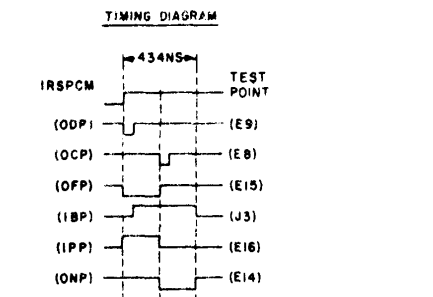 TIMING DIAGRAM
434NS
IRSPCM TEST POINT
(ODP) (E9)
(OCP) (E8)
(OFP) (E15)
(IBP) (J3)
(IPP) (E16)
(ONP) (E14)